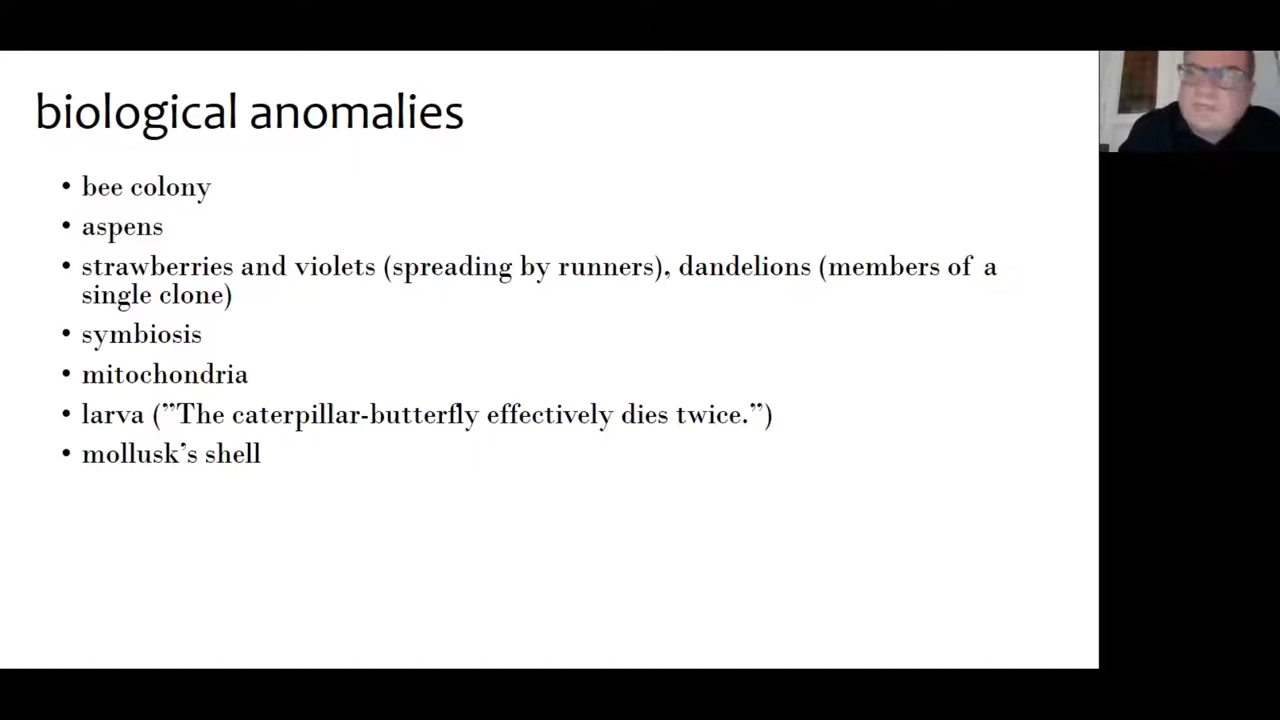 biological anomalies
• bee colony
• aspens
• strawberries and violets (spreading by runners), dandelions (members of a
single clone)
• symbiosis
• mitochondria
• larva (”The caterpillar-butterfly effectively dies twice.”)
• mollusk’s shell